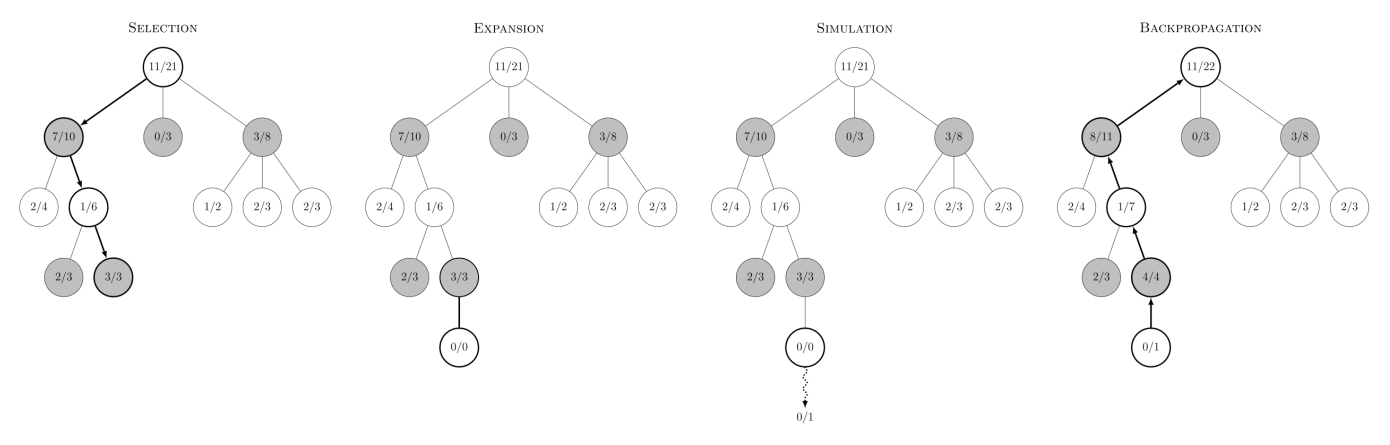 SELECTION
11/21
7/10 0/3 3/8
2/4 1/6 1/2 2/3 2/3
2/3 3/3
EXPANSION
11/21
7/10 0/3 3/8
2/4 1/6 1/2 2/3 2/3
2/3 3/3
0/0
SIMULATION
11/21
7/10 0/3 3/8
2/4 1/6 1/2 2/3 2/3
2/3 3/3
0/0
0/1
BACKPROPAGATION
11/22
8/11 0/3 3/8
2/4 1/7 1/2 2/3 2/3
2/3 4/4
0/1